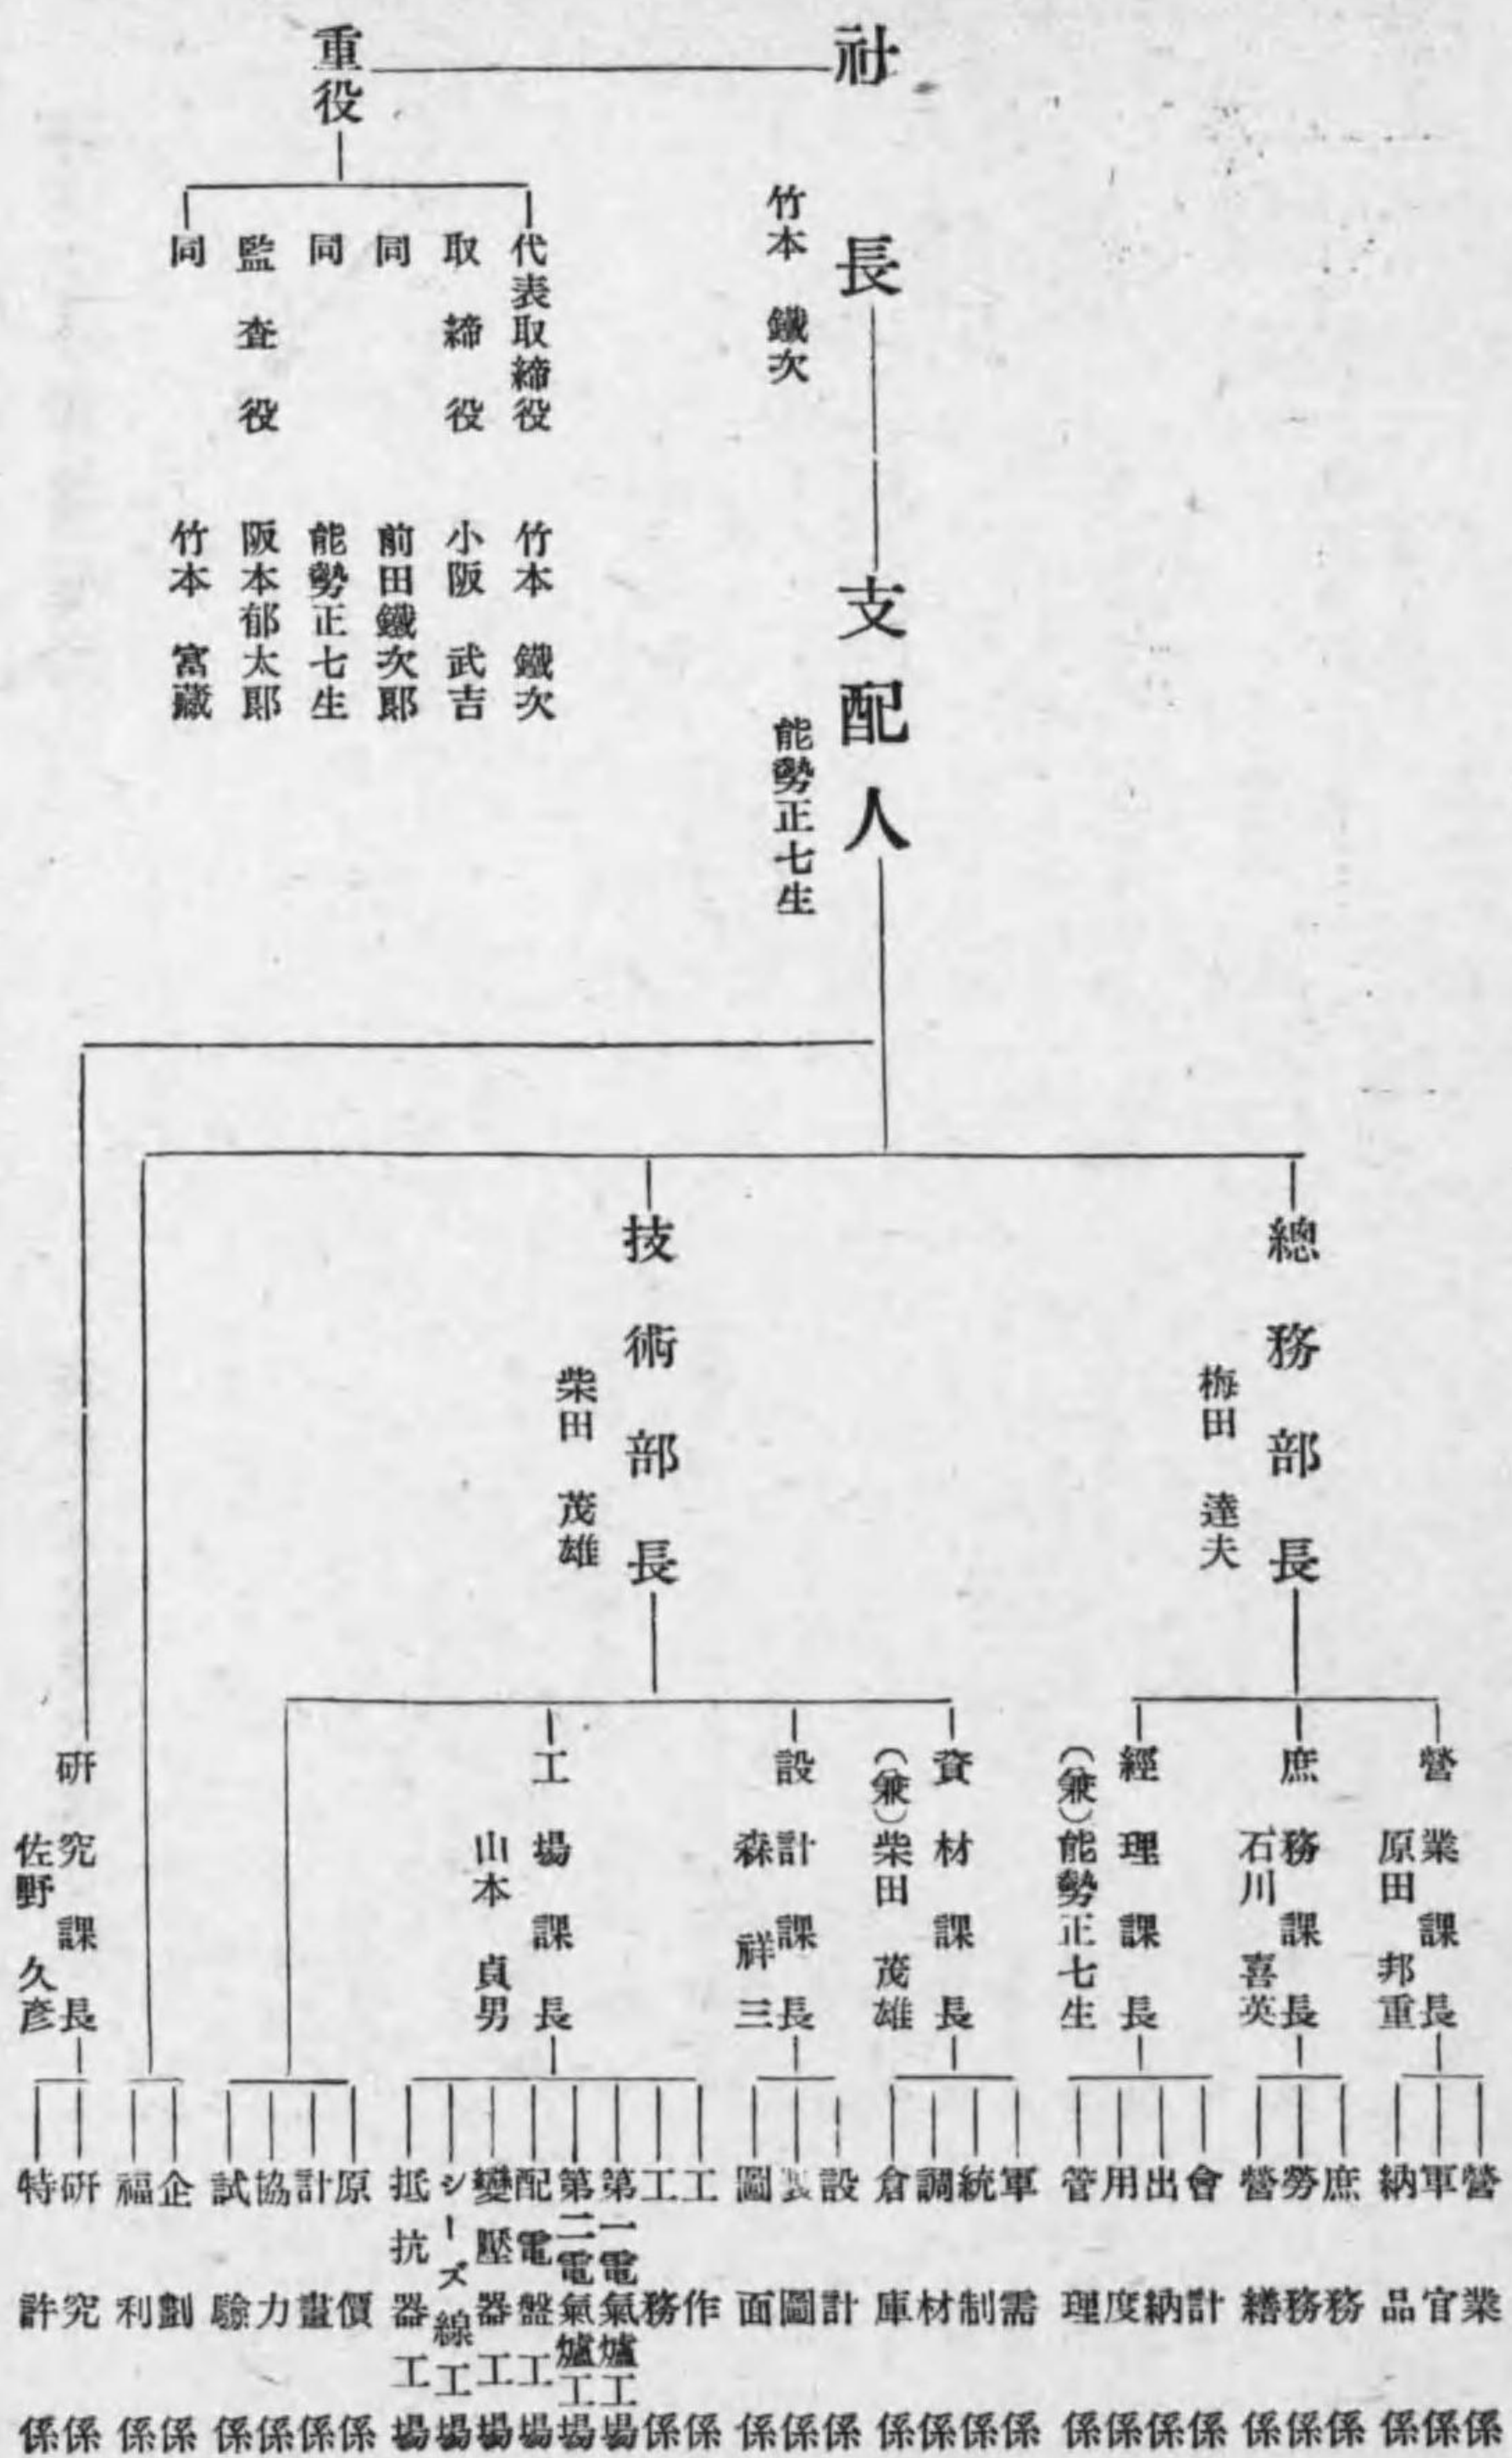 社長
竹本 鐵次
重役
代表取締役 竹本 鐵次
取締役 小阪 武吉
同 前田鐵次郎
同 能勢正七生
監査役 阪本郁太郎
同 竹本 富藏
支配人
能勢正七生
總務部長
梅田 達夫
營業課長
原田 邦重
營業係
軍官係
納品係
庶務課長
石川 喜英
庶務係
勞務係
營繕係
經理課長
(兼)能勢正七生
會計係
出納係
用度係
管理係
技術部長
柴田 茂雄
資材課長
(兼)柴田 茂雄
軍需係
統制係
調材係
倉庫係
設計課長
森 祥三
設計係
製圖係
圖面係
工場課長
山本 貞男
工作係
工務係
第一電氣爐工場
第二電氣爐工場
配電盤工場
變壓器工場
シーズ線工場
抵抗器工場
原價係
計畫係
協力係
試驗係
企劃係
福利係
研究課長
佐野 久彦
研究係
特許係